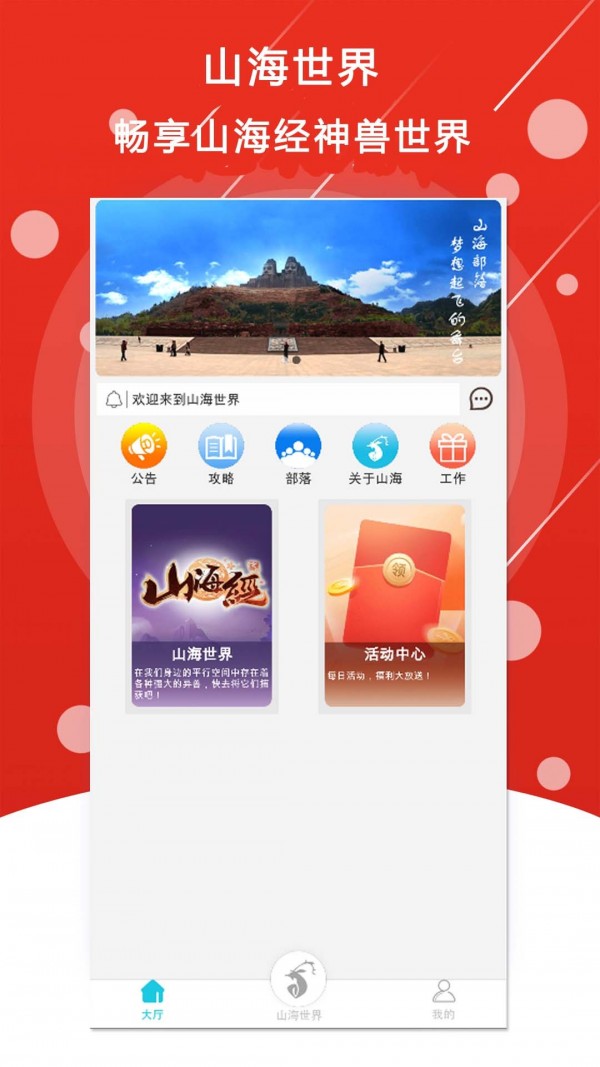 山海世界
畅享山海经神兽世界
山海部落
梦想起飞的舞台
欢迎来到山海世界
公告
攻略
部落
关于山海
工作
山海經
山海世界
在我们身边的平行空间中存在着
各种强大的异兽，快去将它们捕
获吧！
领
活动中心
每日活动，福利大放送！
大厅
山海世界
我的